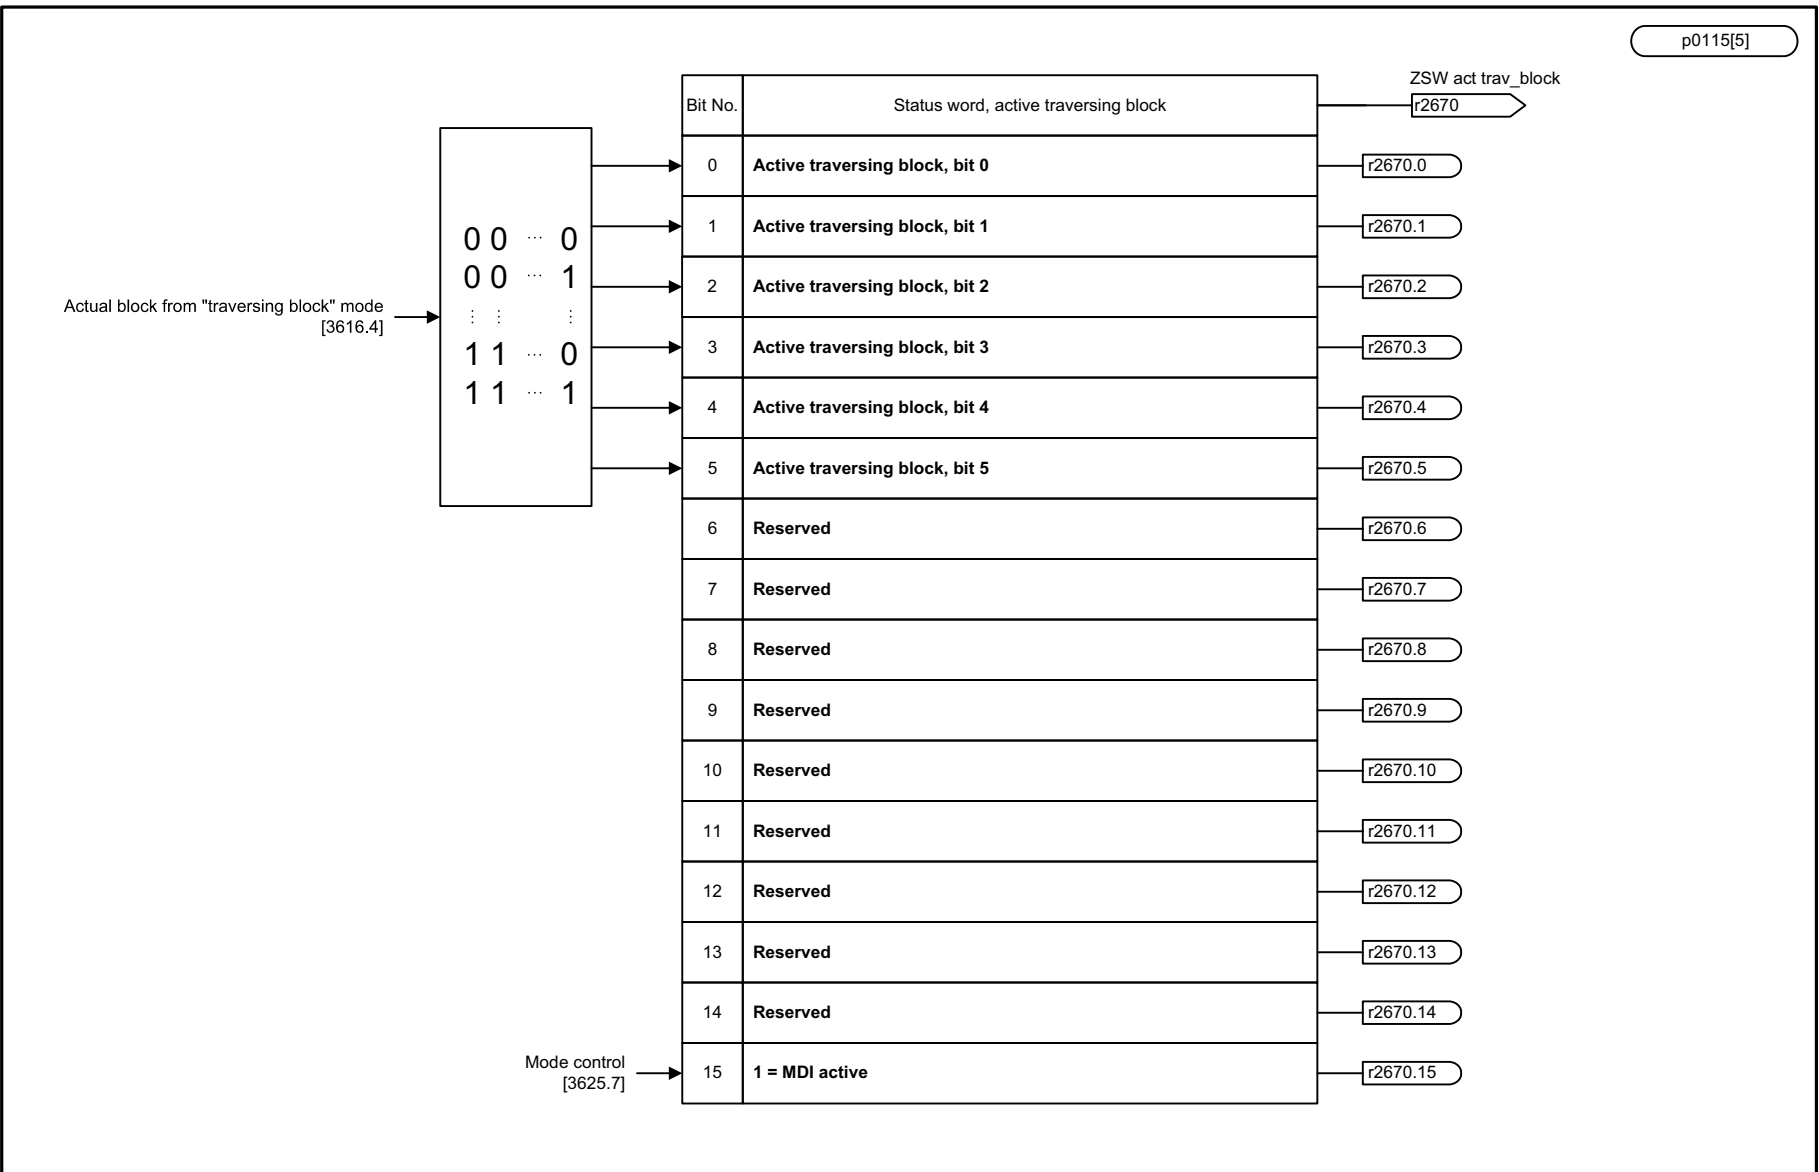 p0115[5]
ZSW act trav_block
Bit No. Status word, active traversing block r2670
0 Active traversing block, bit 0 r2670.0
1 Active traversing block, bit 1 r2670.1
0 0 ... 0
0 0 ... 1
2 Active traversing block, bit 2 r2670.2
Actual block from "traversing block" mode
[3616.4]
⋮ ⋮ ⋮
3 Active traversing block, bit 3 r2670.3
1 1 ... 0
1 1 ... 1
4 Active traversing block, bit 4 r2670.4
5 Active traversing block, bit 5 r2670.5
6 Reserved r2670.6
7 Reserved r2670.7
8 Reserved r2670.8
9 Reserved r2670.9
10 Reserved r2670.10
11 Reserved r2670.11
12 Reserved r2670.12
13 Reserved r2670.13
14 Reserved r2670.14
Mode control
[3625.7]
15 1 = MDI active r2670.15